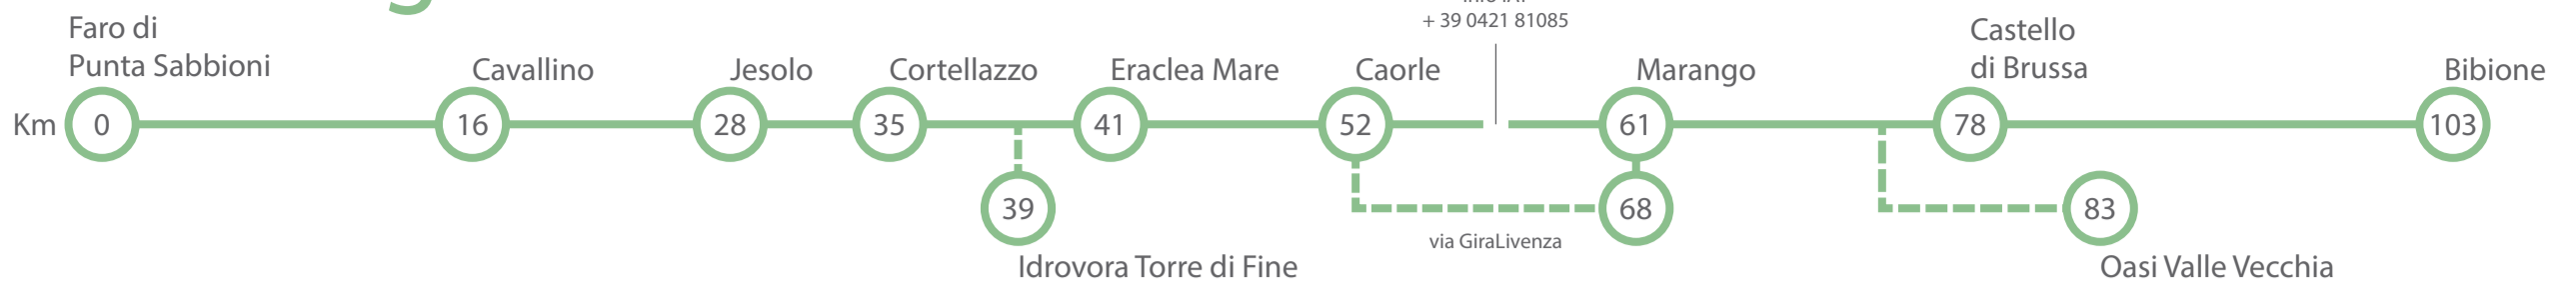 + 39 0421 81085
Faro di
Punta Sabbioni
Cavallino
Jesolo
Cortellazzo
Eraclea Mare
Caorle
Marango
Castello
di Brussa
Bibione
Km
0
16
28
35
41
52
61
78
103
39
68
83
via GiraLivenza
Idrovora Torre di Fine
Oasi Valle Vecchia